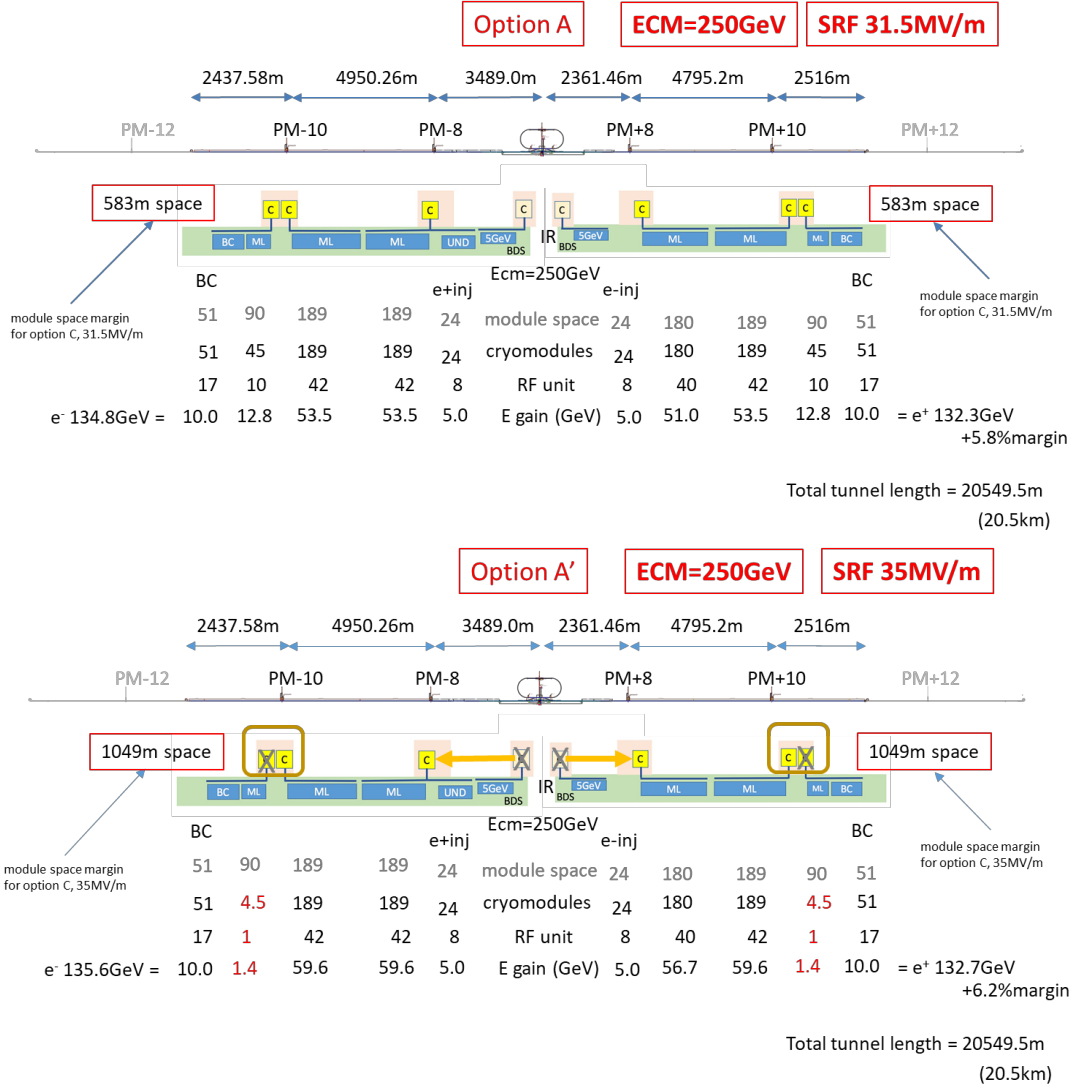 Option A ECM=250GeV SRF 31.5MV/m
2437.58m 4950.26m 3489.0m 2361.46m 4795.2m 2516m
PM-12 PM-10 PM-8 PM+8 PM+10 PM+12
583m space C C C C C C C C 583m space
BC ML ML ML UND 5GeV BDS IR BDS 5GeV ML ML ML BC
Ecm=250GeV
BC e+inj e-inj BC
module space margin
for option C, 31.5MV/m
module space margin
for option C, 31.5MV/m
51 90 189 189 24 module space 24 180 189 90 51
51 45 189 189 24 cryomodules 24 180 189 45 51
17 10 42 42 8 RF unit 8 40 42 10 17
e- 134.8GeV = 10.0 12.8 53.5 53.5 5.0 E gain (GeV) 5.0 51.0 53.5 12.8 10.0 = e+ 132.3GeV
+5.8%margin
Total tunnel length = 20549.5m
(20.5km)
Option A’ ECM=250GeV SRF 35MV/m
2437.58m 4950.26m 3489.0m 2361.46m 4795.2m 2516m
PM-12 PM-10 PM-8 PM+8 PM+10 PM+12
1049m space C C C C C C C C 1049m space
BC ML ML ML UND 5GeV BDS IR BDS 5GeV ML ML ML BC
Ecm=250GeV
BC e+inj e-inj BC
module space margin
for option C, 35MV/m
module space margin
for option C, 35MV/m
51 90 189 189 24 module space 24 180 189 90 51
51 4.5 189 189 24 cryomodules 24 180 189 4.5 51
17 1 42 42 8 RF unit 8 40 42 1 17
e- 135.6GeV = 10.0 1.4 59.6 59.6 5.0 E gain (GeV) 5.0 56.7 59.6 1.4 10.0 = e+ 132.7GeV
+6.2%margin
Total tunnel length = 20549.5m
(20.5km)